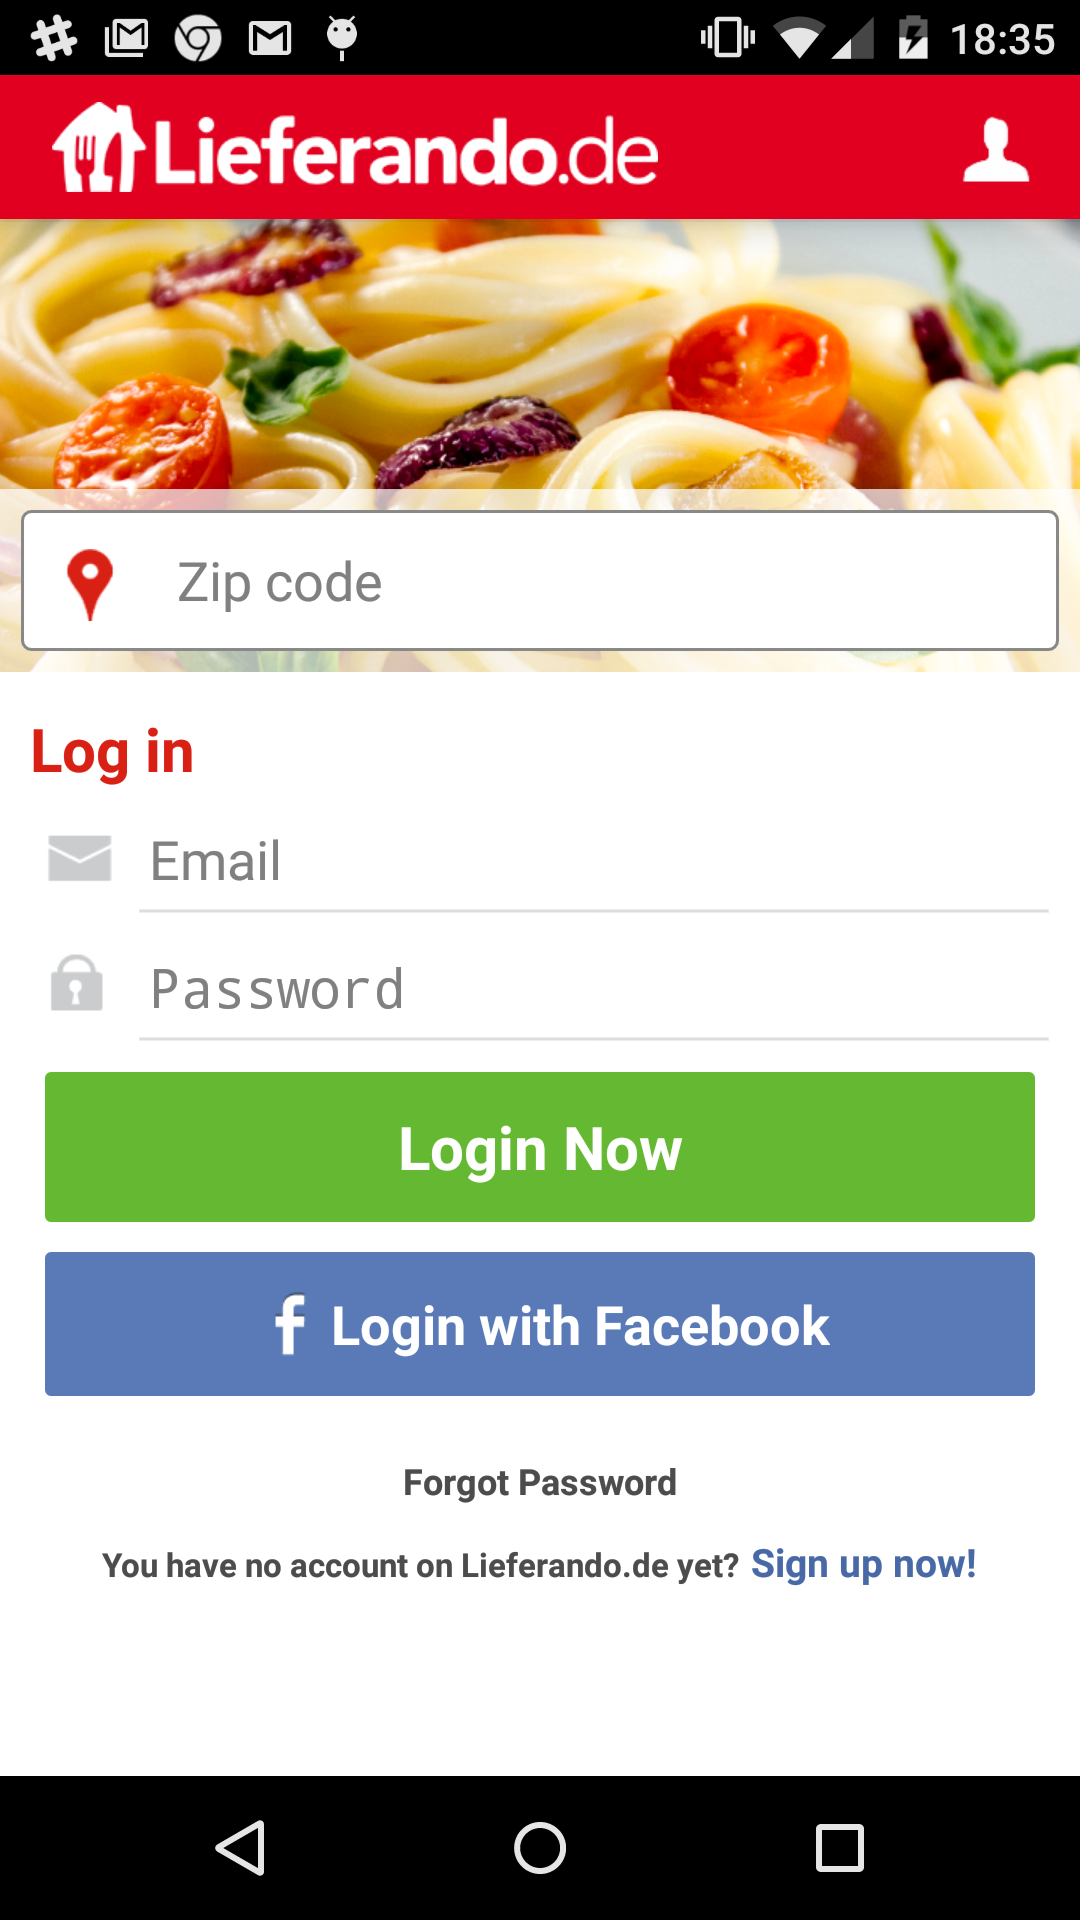 18:35
Lieferando.de
Zip code
Log in
Email
Password
Login Now
f Login with Facebook
Forgot Password
You have no account on Lieferando.de yet? Sign up now!